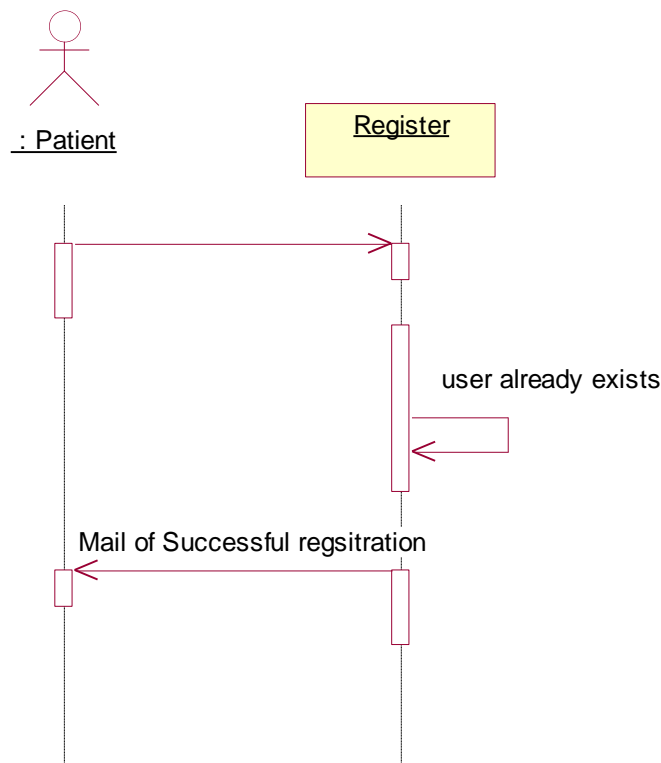 : Patient
Register
user already exists
Mail of Successful regsitration